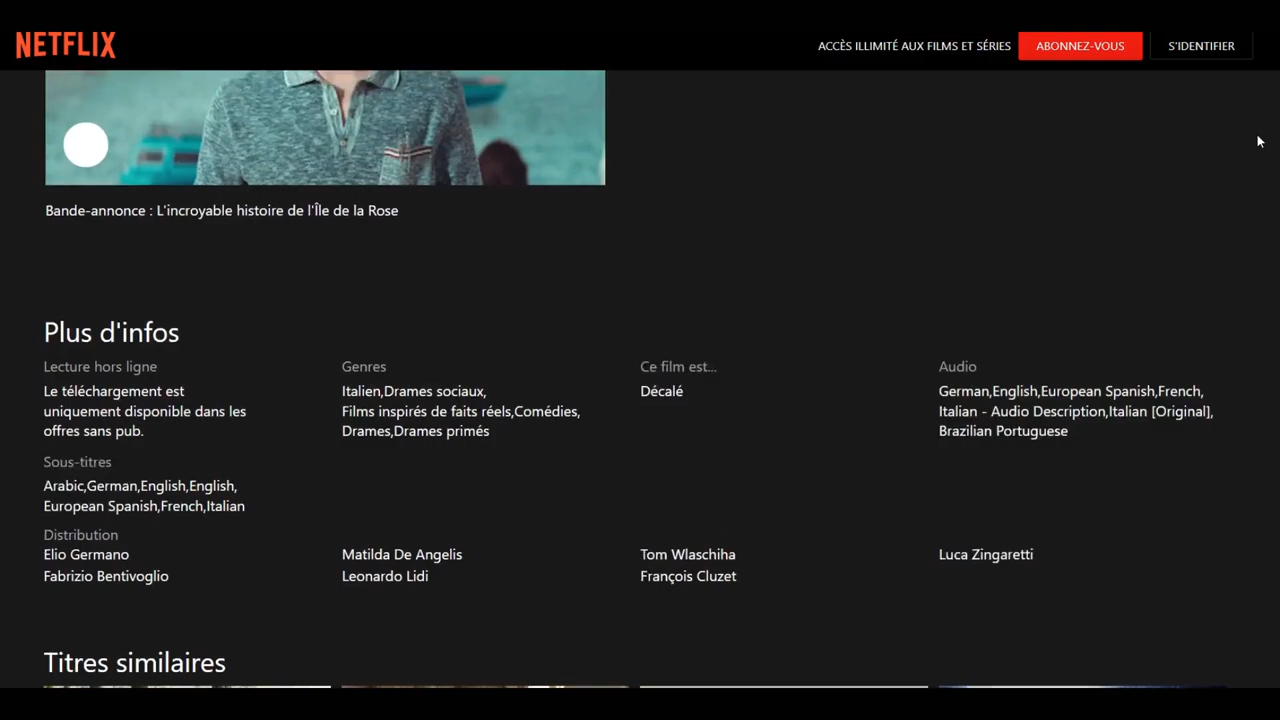 NETFLIX
ACCÈS ILLIMITÉ AUX FILMS ET SÉRIES
ABONNEZ-VOUS
S'IDENTIFIER
Bande-annonce : L'incroyable histoire de l'Île de la Rose
Plus d'infos
Lecture hors ligne
Le téléchargement est
uniquement disponible dans les
offres sans pub.
Genres
Italien,Drames sociaux,
Films inspirés de faits réels,Comédies,
Drames,Drames primés
Ce film est...
Décalé
Audio
German,English,European Spanish,French,
Italian - Audio Description,Italian [Original],
Brazilian Portuguese
Sous-titres
Arabic,German,English,English,
European Spanish,French,Italian
Distribution
Elio Germano
Matilda De Angelis
Tom Wlaschiha
Luca Zingaretti
Fabrizio Bentivoglio
Leonardo Lidi
François Cluzet
Titres similaires